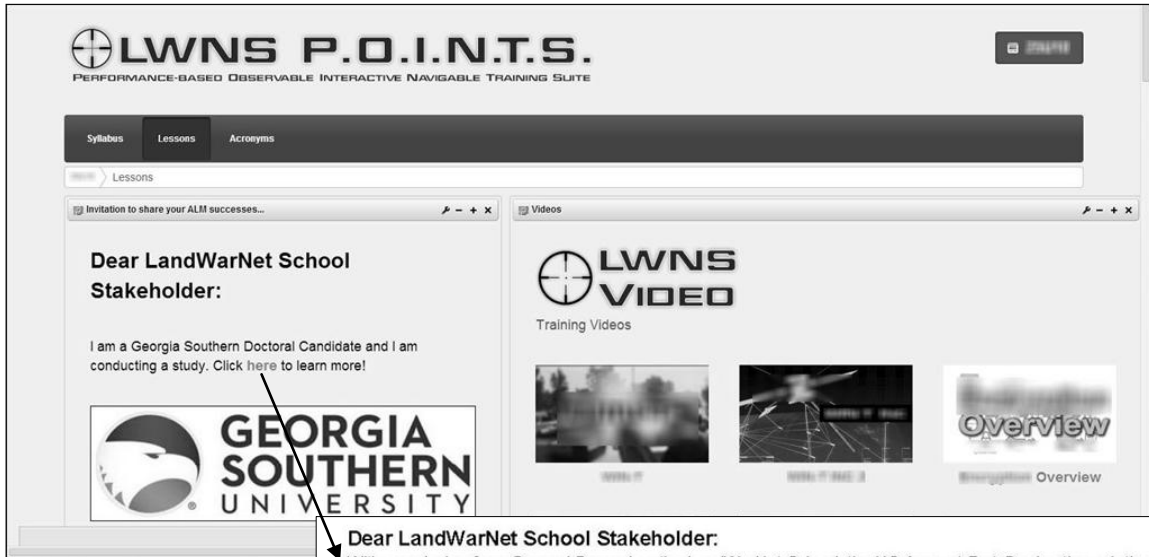 LWNS P.O.I.N.T.S.
PERFORMANCE-BASED OBSERVABLE INTERACTIVE NAVIGABLE TRAINING SUITE
Syllabus Lessons Acronyms
Lessons
Invitation to share your ALM successes...
Dear LandWarNet School
Stakeholder:
I am a Georgia Southern Doctoral Candidate and I am
conducting a study. Click here to learn more!
GEORGIA
SOUTHERN
UNIVERSITY
Videos
LWNS
VIDEO
Training Videos
Overview
Overview
Dear LandWarNet School Stakeholder: